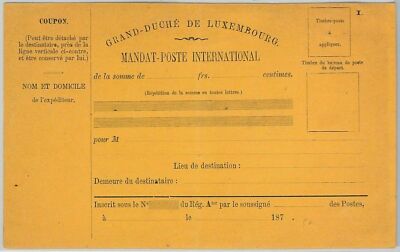 COUPON.
(Peut être détaché par
le destinataire, près de la
ligne verticale ci-contre,
et être conservé par lui.)
NOM ET DOMICILE
de l'expéditeur.
GRAND-DUCHÉ DE LUXEMBOURG.
MANDAT-POSTE INTERNATIONAL
de la somme de frs. centimes.
(Répétition de la somme en toutes lettres.)
pour M
Lieu de destination :
Demeure du destinataire :
Inscrit sous le N° du Rég. Anne par le soussigné des Postes.
à le 187 .
Timbre-poste
à
appliquer.
I.
Timbre du bureau de poste
de départ.